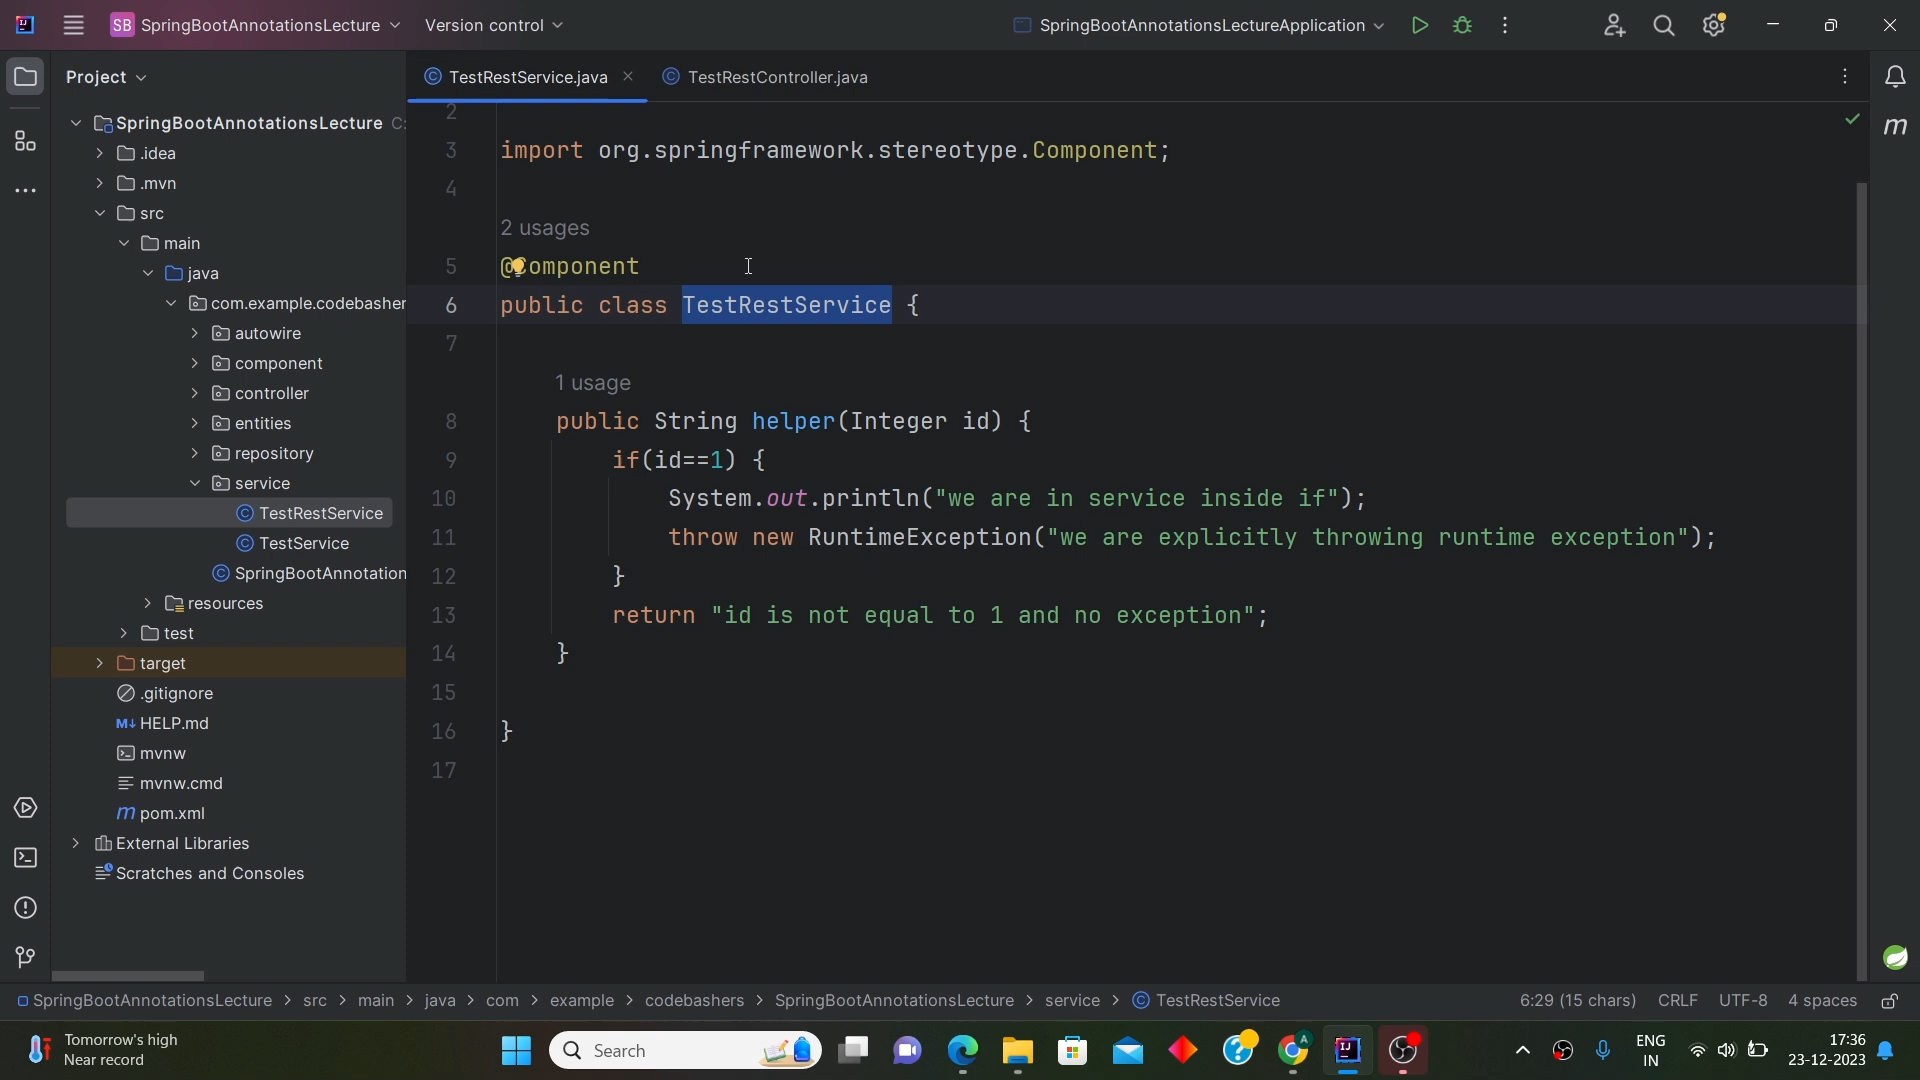 SB SpringBootAnnotationsLecture Version control SpringBootAnnotationsLectureApplication
Project
TestRestService.java TestRestController.java
SpringBootAnnotationsLecture C:
.idea
.mvn
src
main
java
com.example.codebasher
autowire
component
controller
entities
repository
service
TestRestService
TestService
SpringBootAnnotation
resources
test
target
.gitignore
M↓ HELP.md
mvnw
mvnw.cmd
m pom.xml
External Libraries
Scratches and Consoles
2
3 import org.springframework.stereotype.Component;
4
2 usages
5 @Component
6 public class TestRestService {
7
1 usage
8 public String helper(Integer id) {
9 if(id==1) {
10 System.out.println("we are in service inside if");
11 throw new RuntimeException("we are explicitly throwing runtime exception");
12 }
13 return "id is not equal to 1 and no exception";
14 }
15
16 }
17
m
SpringBootAnnotationsLecture > src > main > java > com > example > codebashers > SpringBootAnnotationsLecture > service > TestRestService 6:29 (15 chars) CRLF UTF-8 4 spaces
Tomorrow's high
Near record
Search
A
ENG
IN
17:36
23-12-2023